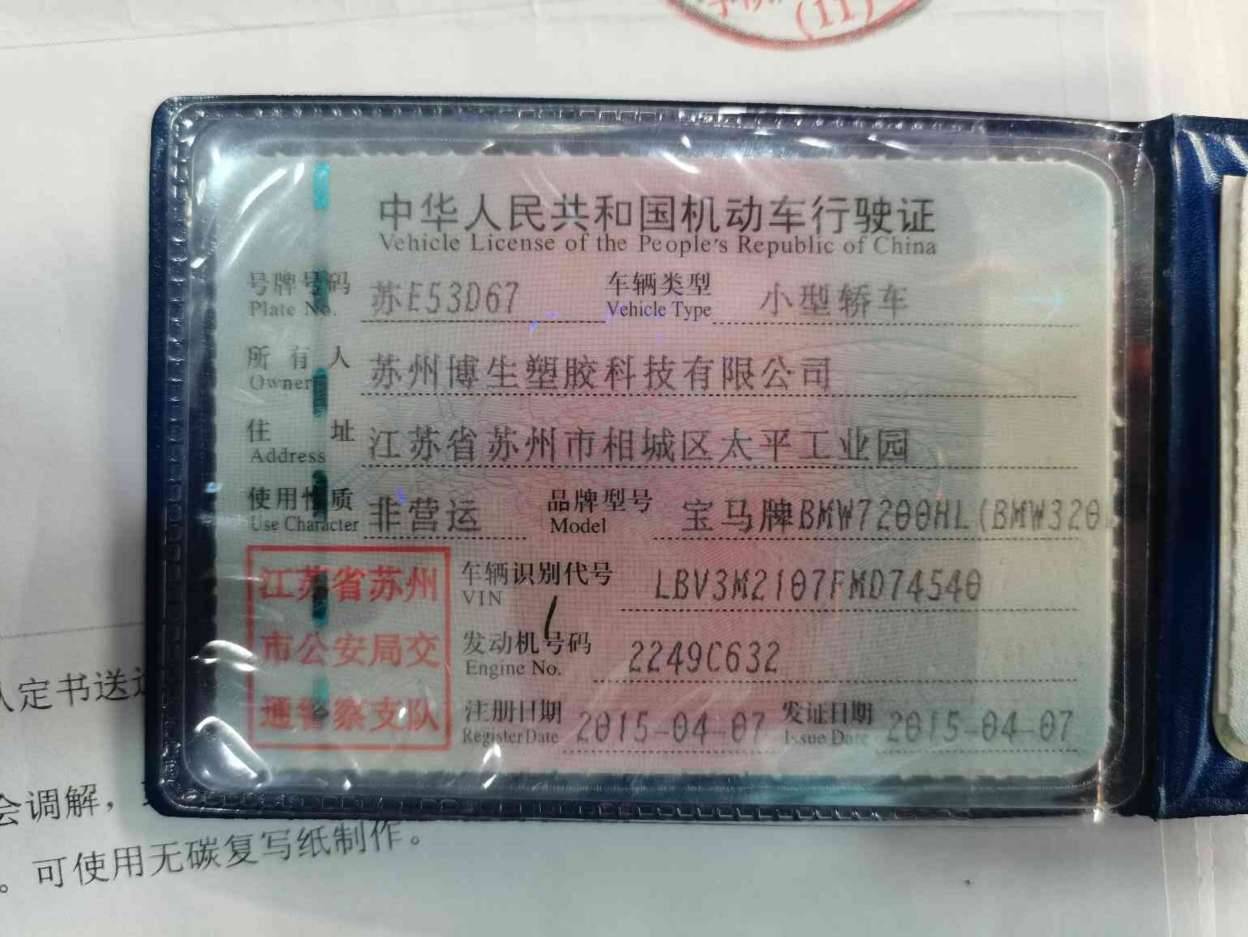 (11)
中华人民共和国机动车行驶证
Vehicle License of the People's Republic of China
号牌号码 苏E53D67 车辆类型 小型轿车
Plate No. Vehicle Type
所有人 苏州博生塑胶科技有限公司
Owner
住址 江苏省苏州市相城区太平工业园
Address
使用性质 非营运 品牌型号 宝马牌BMW7200HL(BMW320
Use Character Model
江苏省苏州
市公安局交
通警察支队
车辆识别代号 LBV3M2107FMD74540
VIN
发动机号码 2249C632
Engine No.
注册日期 2015-04-07 发证日期 2015-04-07
Register Date Issue Date
定书送
会调解，
。可使用无碳复写纸制作。